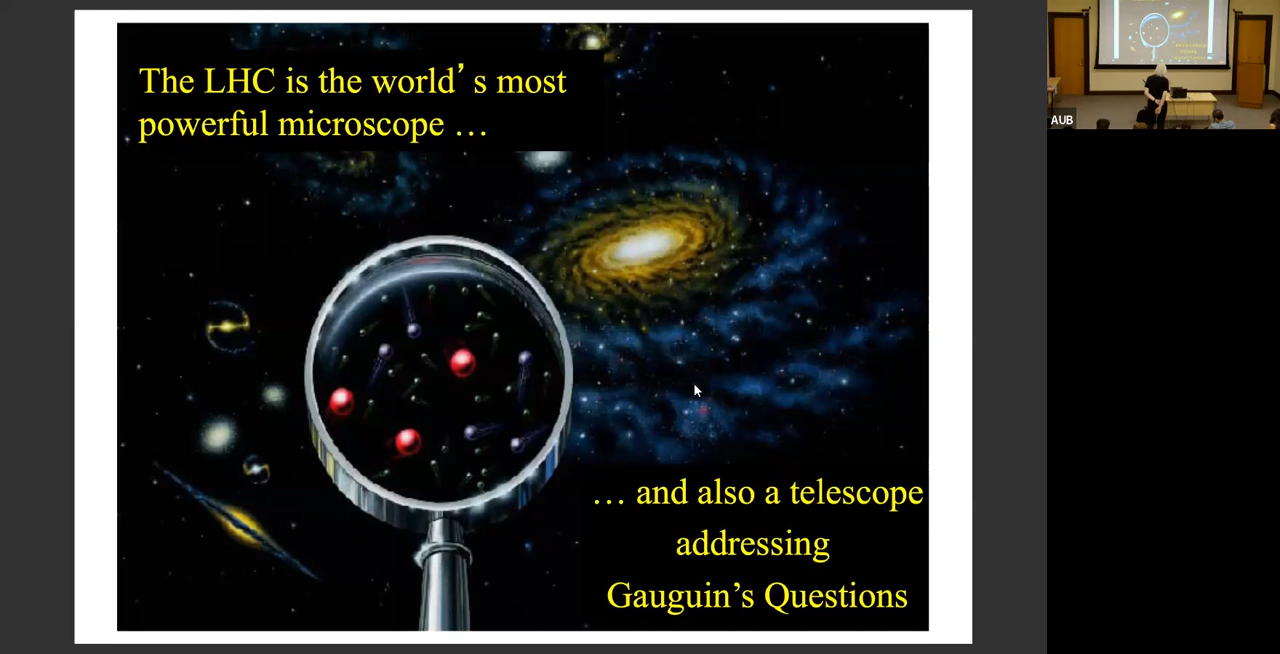 The LHC is the world’s most
powerful microscope …
… and also a telescope
addressing
Gauguin’s Questions
AUB